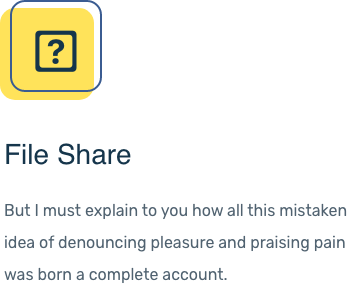 File Share
But I must explain to you how all this mistaken
idea of denouncing pleasure and praising pain
was born a complete account.